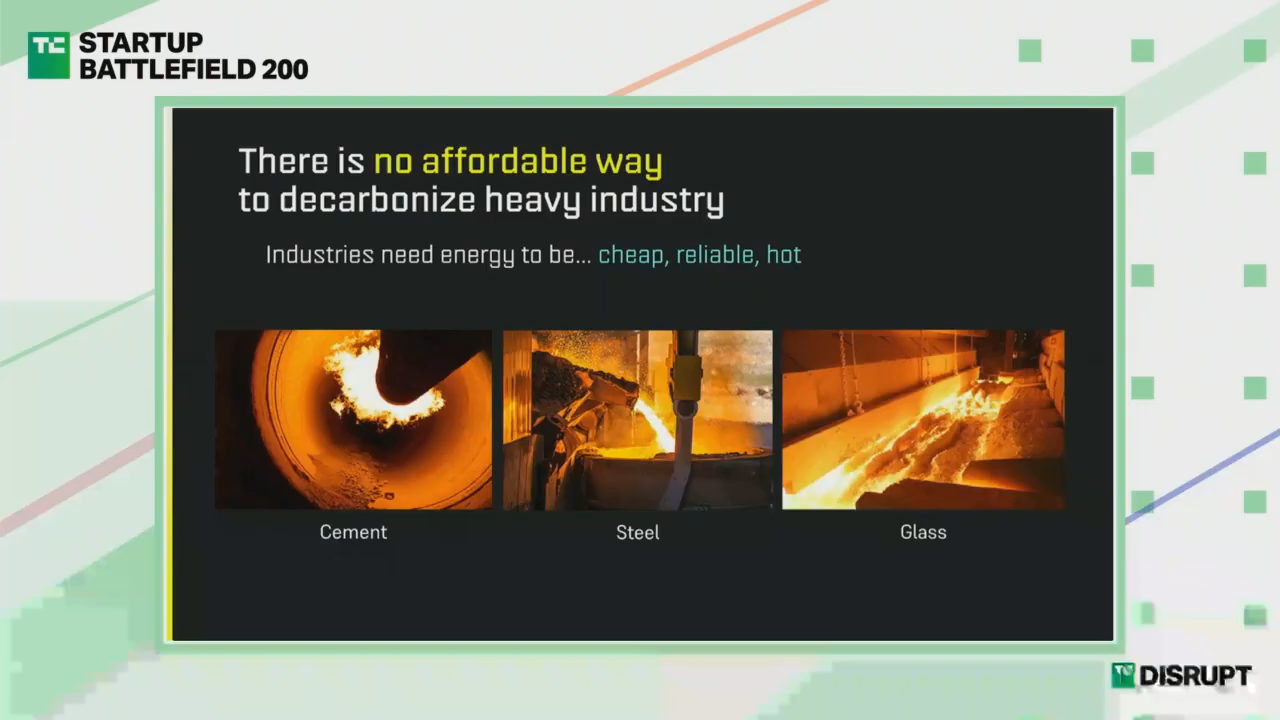 TC
STARTUP
BATTLEFIELD 200
There is no affordable way
to decarbonize heavy industry
Industries need energy to be... cheap, reliable, hot
Cement
Steel
Glass
TC DISRUPT